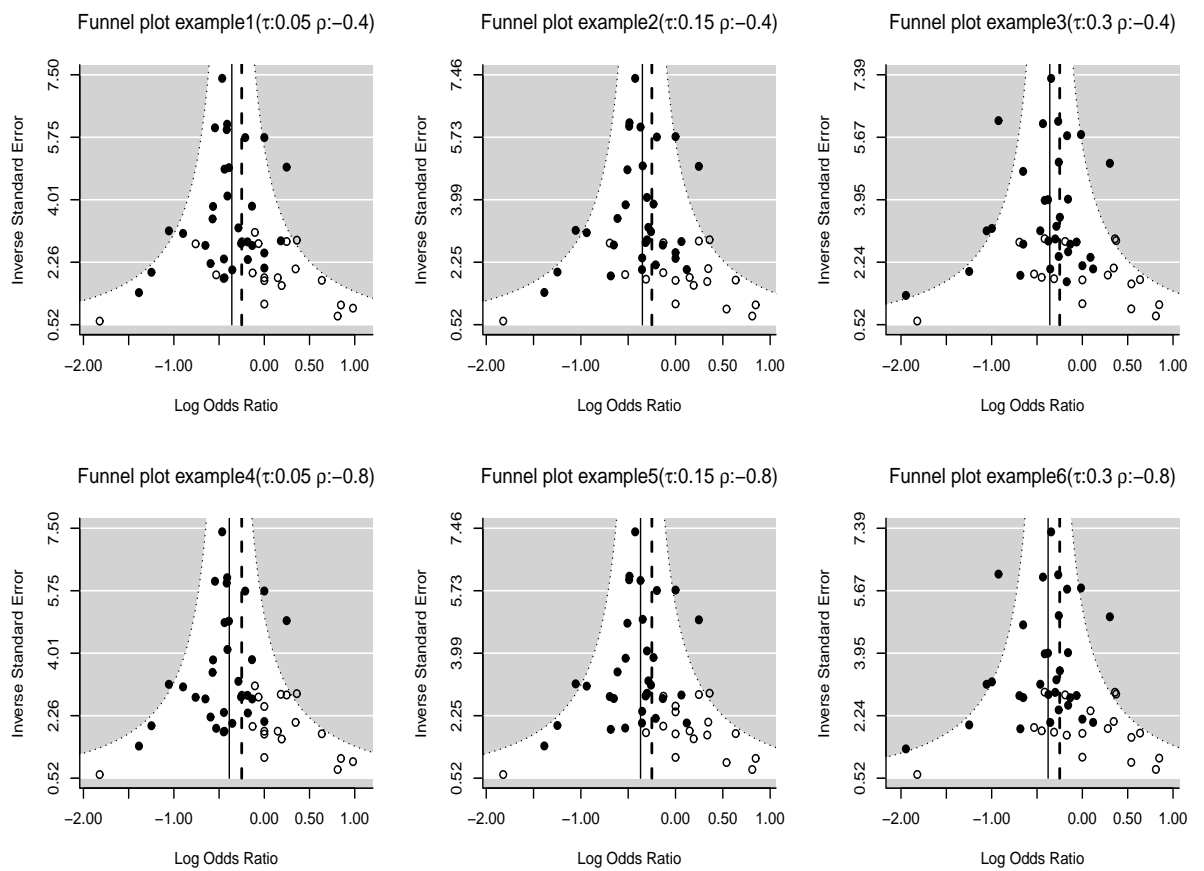 Funnel plot example1(τ:0.05 ρ:−0.4)
Inverse Standard Error
7.50
5.75
4.01
2.26
0.52
−2.00
−1.00
0.00
1.00
Log Odds Ratio
Funnel plot example2(τ:0.15 ρ:−0.4)
Inverse Standard Error
7.46
5.73
3.99
2.25
0.52
−2.00
−1.00
0.00
1.00
Log Odds Ratio
Funnel plot example3(τ:0.3 ρ:−0.4)
Inverse Standard Error
7.39
5.67
3.95
2.24
0.52
−2.00
−1.00
0.00 0.50 1.00
Log Odds Ratio
Funnel plot example4(τ:0.05 ρ:−0.8)
Inverse Standard Error
7.50
5.75
4.01
2.26
0.52
−2.00
−1.00
0.00
1.00
Log Odds Ratio
Funnel plot example5(τ:0.15 ρ:−0.8)
Inverse Standard Error
7.46
5.73
3.99
2.25
0.52
−2.00
−1.00
0.00
1.00
Log Odds Ratio
Funnel plot example6(τ:0.3 ρ:−0.8)
Inverse Standard Error
7.39
5.67
3.95
2.24
0.52
−2.00
−1.00
0.00 0.50 1.00
Log Odds Ratio